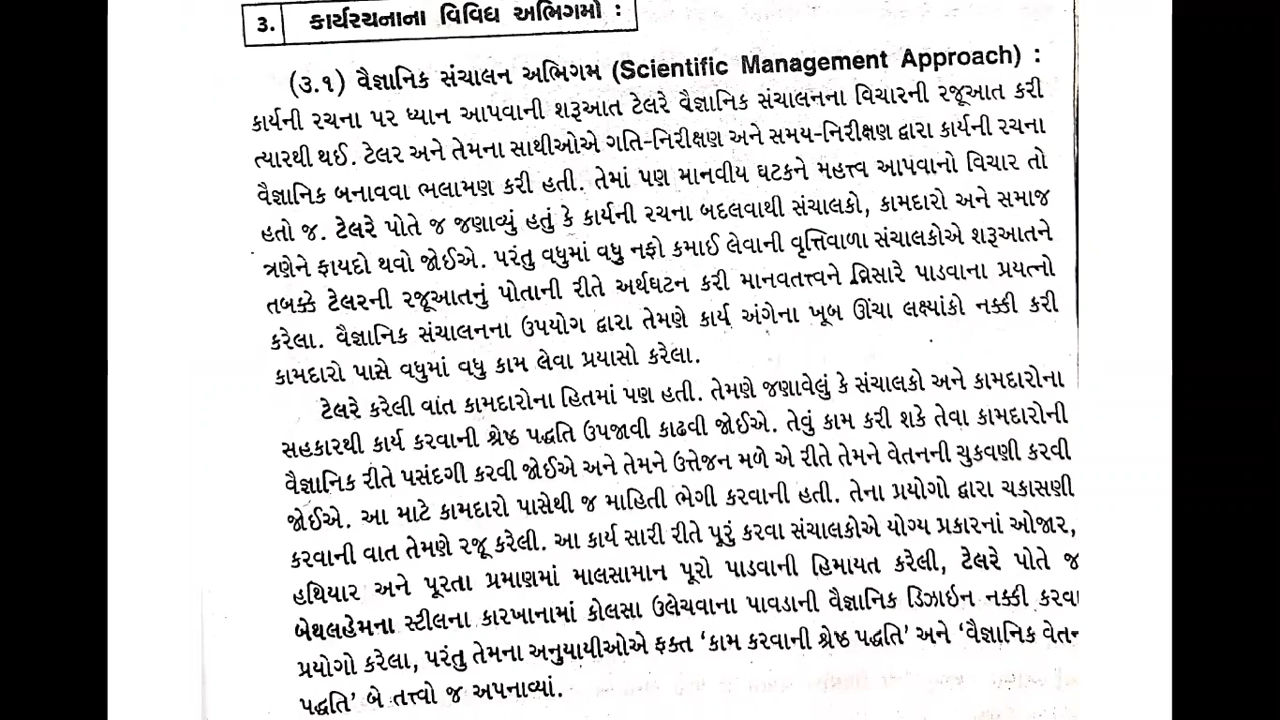 ૩. કાર્યરચનાના વિવિધ અભિગમો :
(૩.૧) વૈજ્ઞાનિક સંચાલન અભિગમ (Scientific Management Approach) :
કાર્યની રચના પર ધ્યાન આપવાની શરૂઆત ટેલરે વૈજ્ઞાનિક સંચાલનના વિચારની રજૂઆત કરી
ત્યારથી થઈ. ટેલર અને તેમના સાથીઓએ ગતિ-નિરીક્ષણ અને સમય-નિરીક્ષણ દ્વારા કાર્યની રચના
વૈજ્ઞાનિક બનાવવા ભલામણ કરી હતી. તેમાં પણ માનવીય ઘટકને મહત્ત્વ આપવાનો વિચાર તો
હતો જ. ટેલરે પોતે જ જણાવ્યું હતું કે કાર્યની રચના બદલવાથી સંચાલકો, કામદારો અને સમાજ
ત્રણેને ફાયદો થવો જોઈએ. પરંતુ વધુમાં વધુ નફો કમાઈ લેવાની વૃત્તિવાળા સંચાલકોએ શરૂઆતને
તબક્કે ટેલરની રજૂઆતનું પોતાની રીતે અર્થઘટન કરી માનવતત્ત્વને વિસારે પાડવાના પ્રયત્નો
કરેલા. વૈજ્ઞાનિક સંચાલનના ઉપયોગ દ્વારા તેમણે કાર્ય અંગેના ખૂબ ઊંચા લક્ષ્યાંકો નક્કી કરી
કામદારો પાસે વધુમાં વધુ કામ લેવા પ્રયાસો કરેલા.
ટેલરે કરેલી વાત કામદારોના હિતમાં પણ હતી. તેમણે જણાવેલું કે સંચાલકો અને કામદારોના
સહકારથી કાર્ય કરવાની શ્રેષ્ઠ પદ્ધતિ ઉપજાવી કાઢવી જોઈએ. તેવું કામ કરી શકે તેવા કામદારોની
વૈજ્ઞાનિક રીતે પસંદગી કરવી જોઈએ અને તેમને ઉત્તેજન મળે એ રીતે તેમને વેતનની ચુકવણી કરવી
જોઈએ. આ માટે કામદારો પાસેથી જ માહિતી ભેગી કરવાની હતી. તેના પ્રયોગો દ્વારા ચકાસણી
કરવાની વાત તેમણે રજૂ કરેલી. આ કાર્ય સારી રીતે પૂરું કરવા સંચાલકોએ યોગ્ય પ્રકારનાં ઓજાર,
હથિયાર અને પૂરતા પ્રમાણમાં માલસામાન પૂરો પાડવાની હિમાયત કરેલી, ટેલરે પોતે જ
બેથલહેમના સ્ટીલના કારખાનામાં કોલસા ઉલેચવાના પાવડાની વૈજ્ઞાનિક ડિઝાઇન નક્કી કરવા
પ્રયોગો કરેલા, પરંતુ તેમના અનુયાયીઓએ ફક્ત ‘કામ કરવાની શ્રેષ્ઠ પદ્ધતિ’ અને ‘વૈજ્ઞાનિક વેતન
પદ્ધતિ’ બે તત્ત્વો જ અપનાવ્યાં.